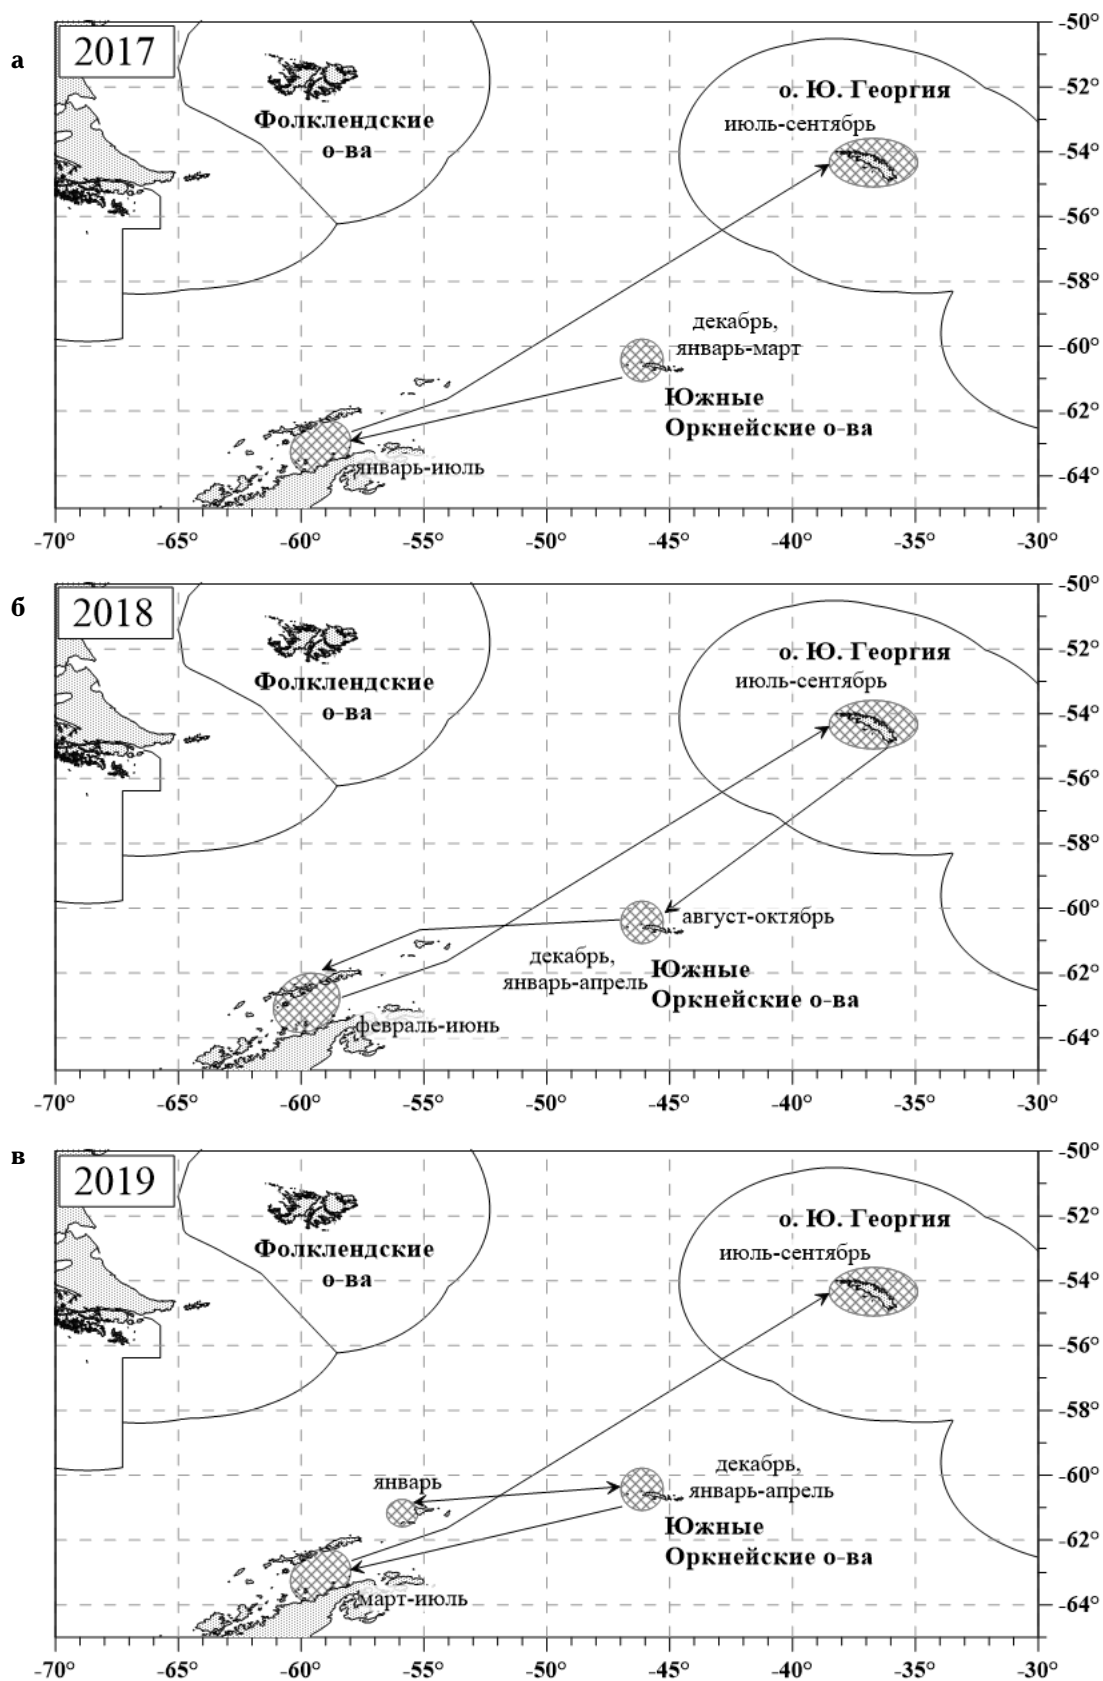 а
2017
Фолклендские
о-ва
о. Ю. Георгия
июль-сентябрь
декабрь,
январь-март
Южные
Оркнейские о-ва
январь-июль
-50°
-52°
-54°
-56°
-58°
-60°
-62°
-64°
-70°
-65°
-60°
-55°
-50°
-45°
-40°
-35°
-30°
б
2018
Фолклендские
о-ва
о. Ю. Георгия
июль-сентябрь
август-октябрь
декабрь,
январь-апрель
Южные
Оркнейские о-ва
февраль-июнь
-50°
-52°
-54°
-56°
-58°
-60°
-62°
-64°
-70°
-65°
-60°
-55°
-50°
-45°
-40°
-35°
-30°
в
2019
Фолклендские
о-ва
о. Ю. Георгия
июль-сентябрь
январь
декабрь,
январь-апрель
Южные
Оркнейские о-ва
март-июль
-50°
-52°
-54°
-56°
-58°
-60°
-62°
-64°
-70°
-65°
-60°
-55°
-50°
-45°
-40°
-35°
-30°